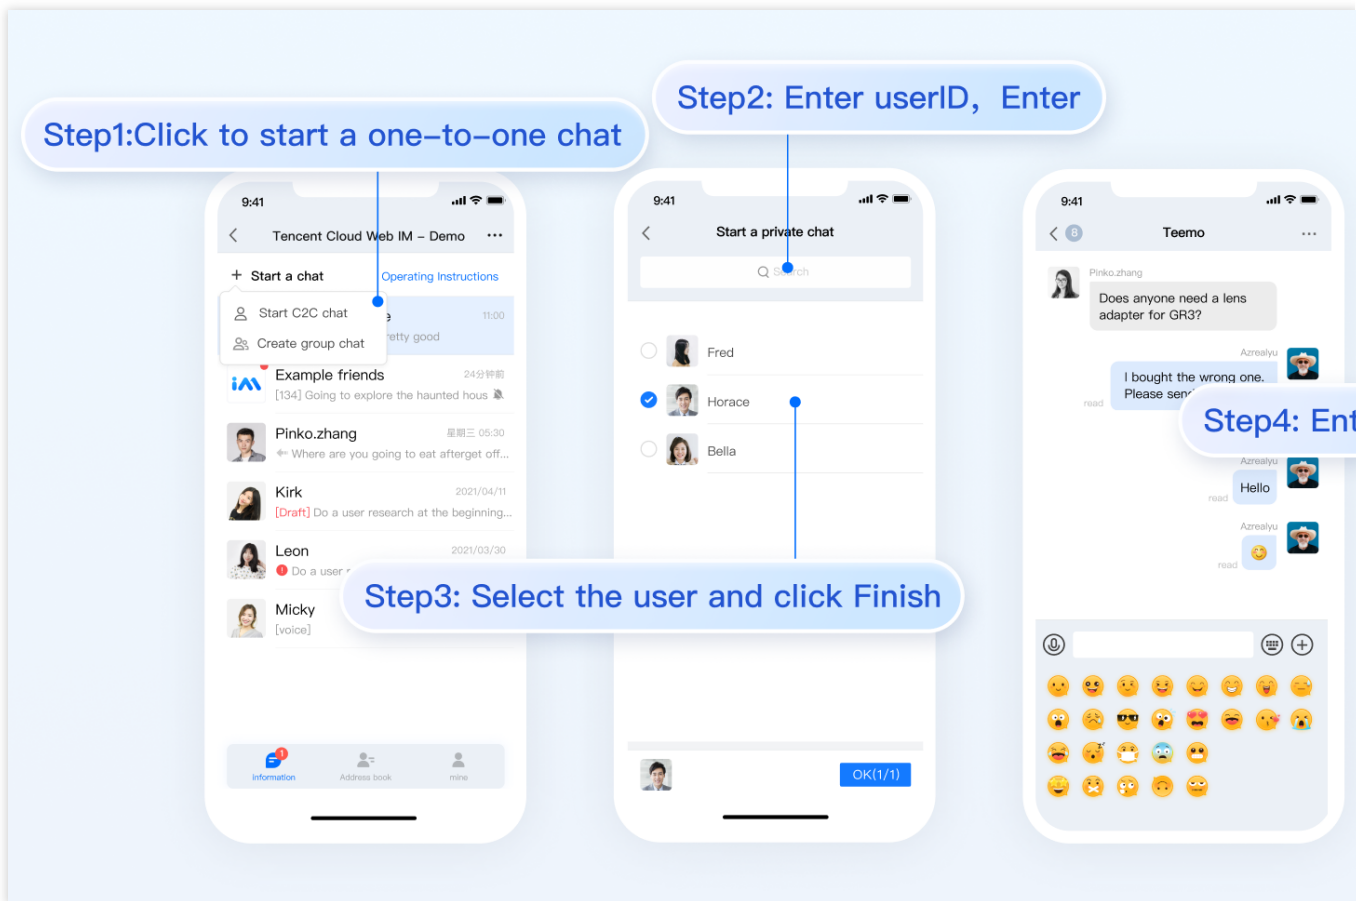 Step1:Click to start a one-to-one chat
9:41
Tencent Cloud Web IM - Demo
Start a chat
Operating Instructions
Start C2C chat
Create group chat
11:00
etty good
Example friends
24分钟前
[134] Going to explore the haunted hous
Pinko.zhang
星期三 05:30
Where are you going to eat afterget off...
Kirk
2021/04/11
[Draft] Do a user research at the beginning...
Leon
2021/03/30
Do a user
Micky
[voice]
1
information
Address book
mine
Step2: Enter userID, Enter
9:41
Start a private chat
Search
Fred
Horace
Bella
Step3: Select the user and click Finish
OK(1/1)
9:41
8
Teemo
Pinko.zhang
Does anyone need a lens
adapter for GR3?
Azrealyu
I bought the wrong one.
Please sen
read
Step4: Ent
Azrealyu
Hello
read
Azrealyu
read